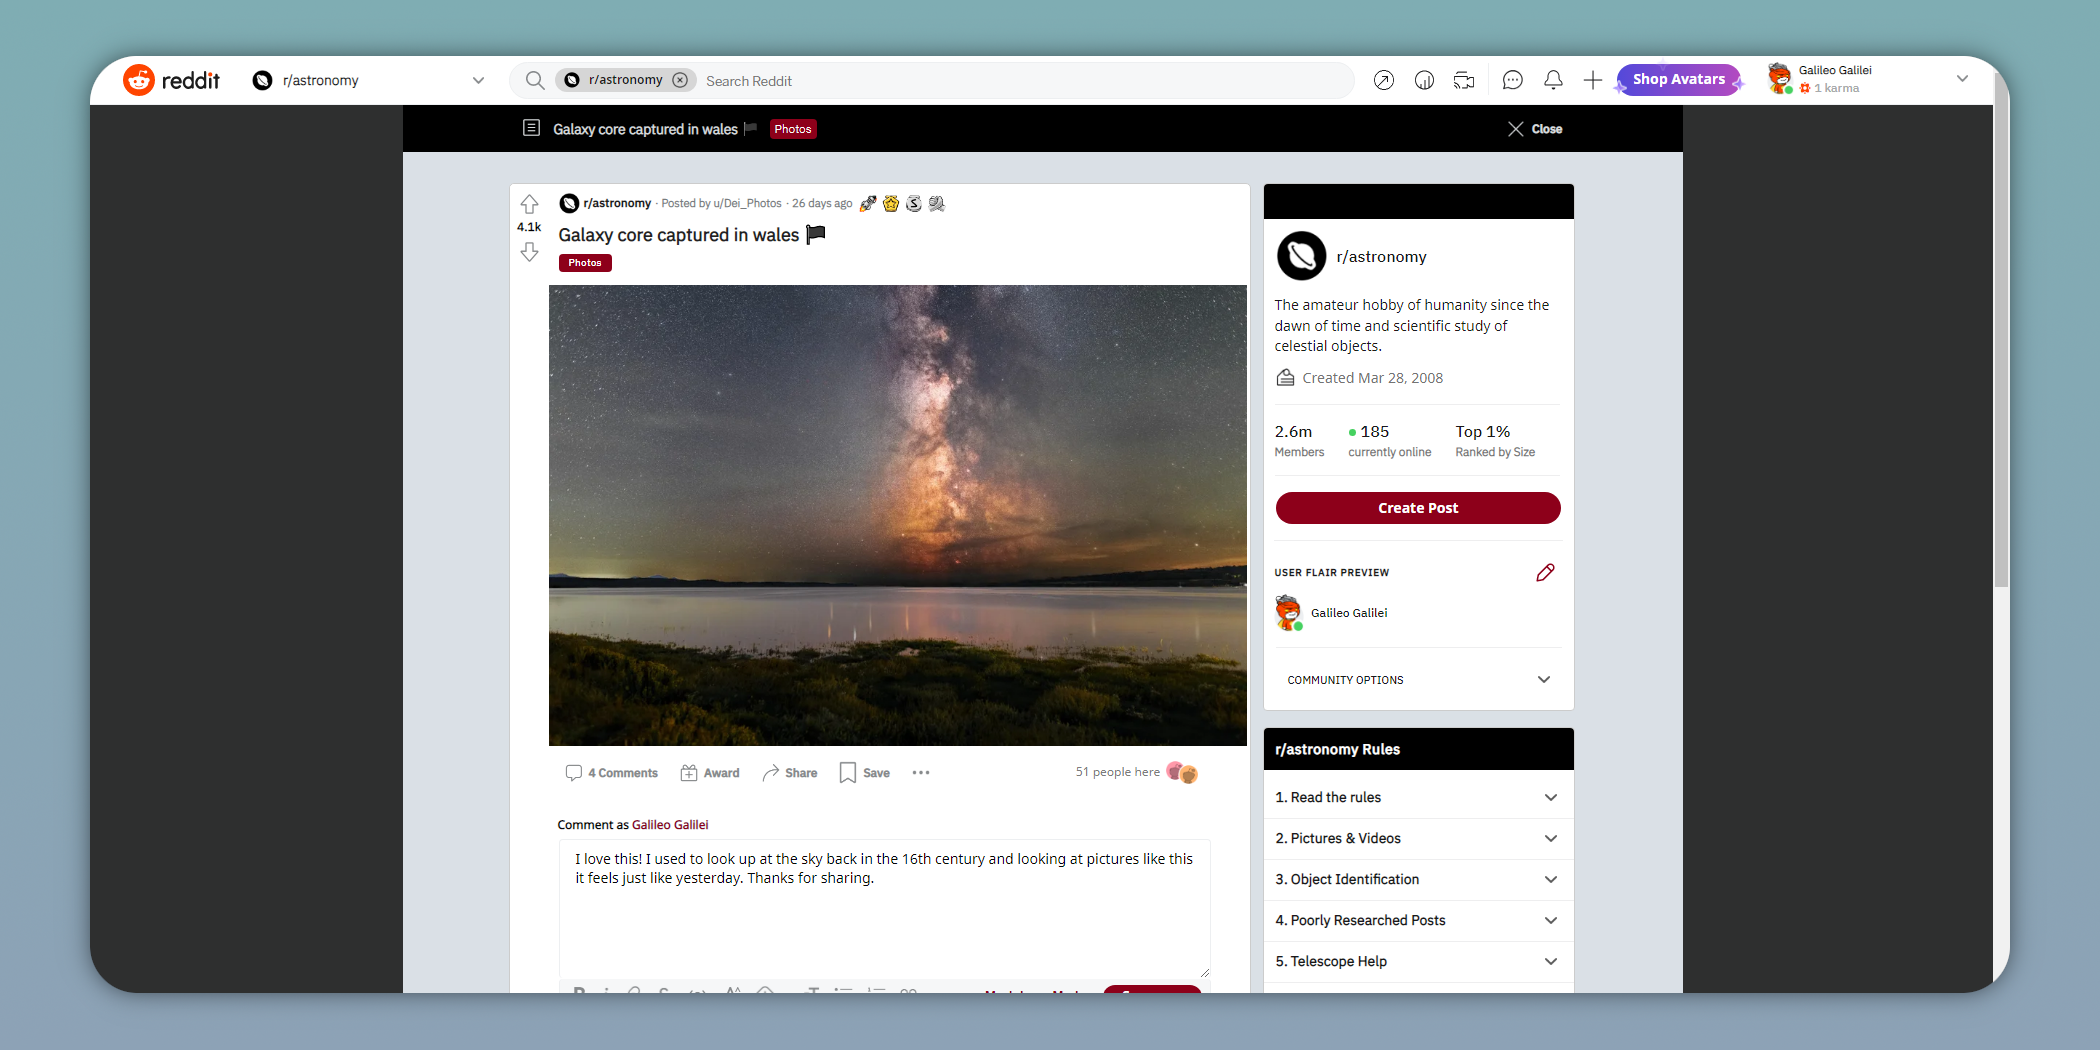 reddit
r/astronomy
r/astronomy
Search Reddit
Shop Avatars
Galileo Galilei
1 karma
Galaxy core captured in wales
Photos
Close
4.1k
r/astronomy · Posted by u/Dei_Photos · 26 days ago
Galaxy core captured in wales
Photos
4 Comments
Award
Share
Save
51 people here
Comment as Galileo Galilei
I love this! I used to look up at the sky back in the 16th century and looking at pictures like this
it feels just like yesterday. Thanks for sharing.
r/astronomy
The amateur hobby of humanity since the
dawn of time and scientific study of
celestial objects.
Created Mar 28, 2008
2.6m
Members
185
currently online
Top 1%
Ranked by Size
Create Post
USER FLAIR PREVIEW
Galileo Galilei
COMMUNITY OPTIONS
r/astronomy Rules
1. Read the rules
2. Pictures & Videos
3. Object Identification
4. Poorly Researched Posts
5. Telescope Help